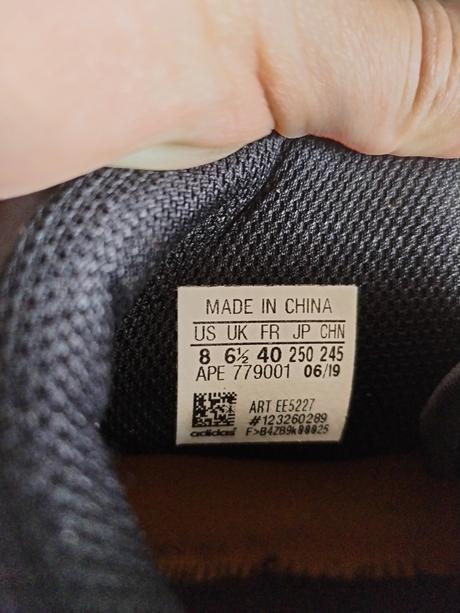 MADE IN CHINA
US UK FR JP CHN
8 6½ 40 250 245
APE 779001 06/19
ART EE5227
#123260289
adidas F>B4ZB9k00025